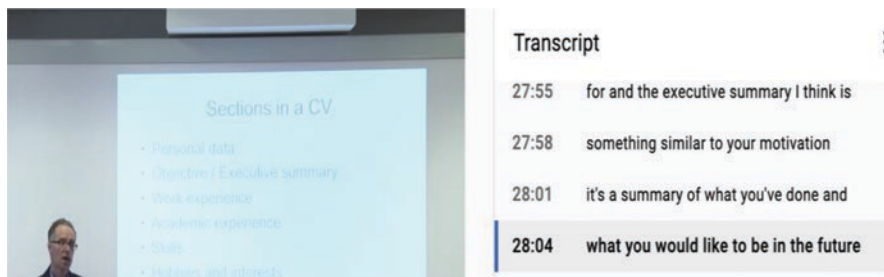 Sections in a CV
• Personal data
• Objective / Executive summary
• Work experience
• Academic experience
• Skills
• Hobbies and interests
Transcript
27:55 for and the executive summary I think is
27:58 something similar to your motivation
28:01 it's a summary of what you've done and
28:04 what you would like to be in the future